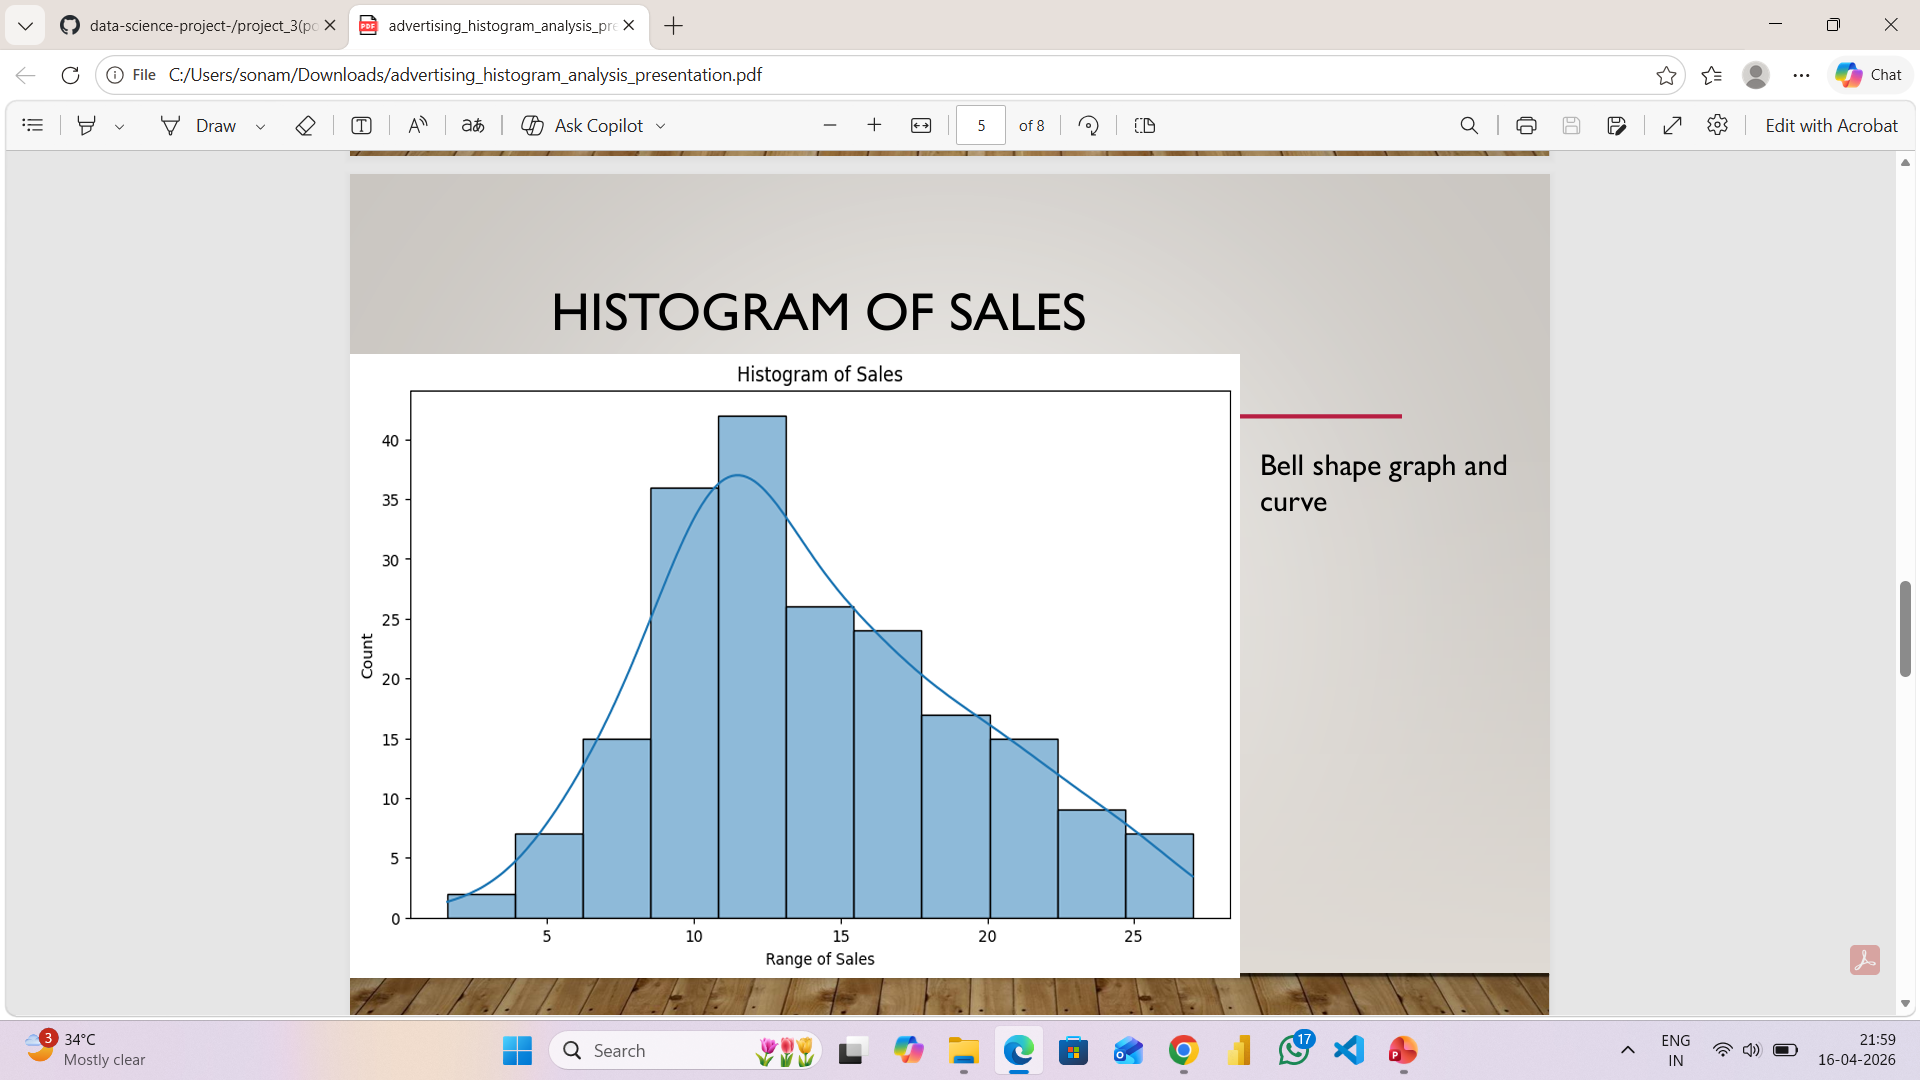 data-science-project-/project_3(po
advertising_histogram_analysis_pre
File C:/Users/sonam/Downloads/advertising_histogram_analysis_presentation.pdf
Chat
Draw
Ask Copilot
5 of 8
Edit with Acrobat
HISTOGRAM OF SALES
Histogram of Sales
40
35
30
25
20
15
10
5
0
Count
5 10 15 20 25
Range of Sales
Bell shape graph and
curve
3
34°C
Mostly clear
Search
17
ENG
IN
21:59
16-04-2026